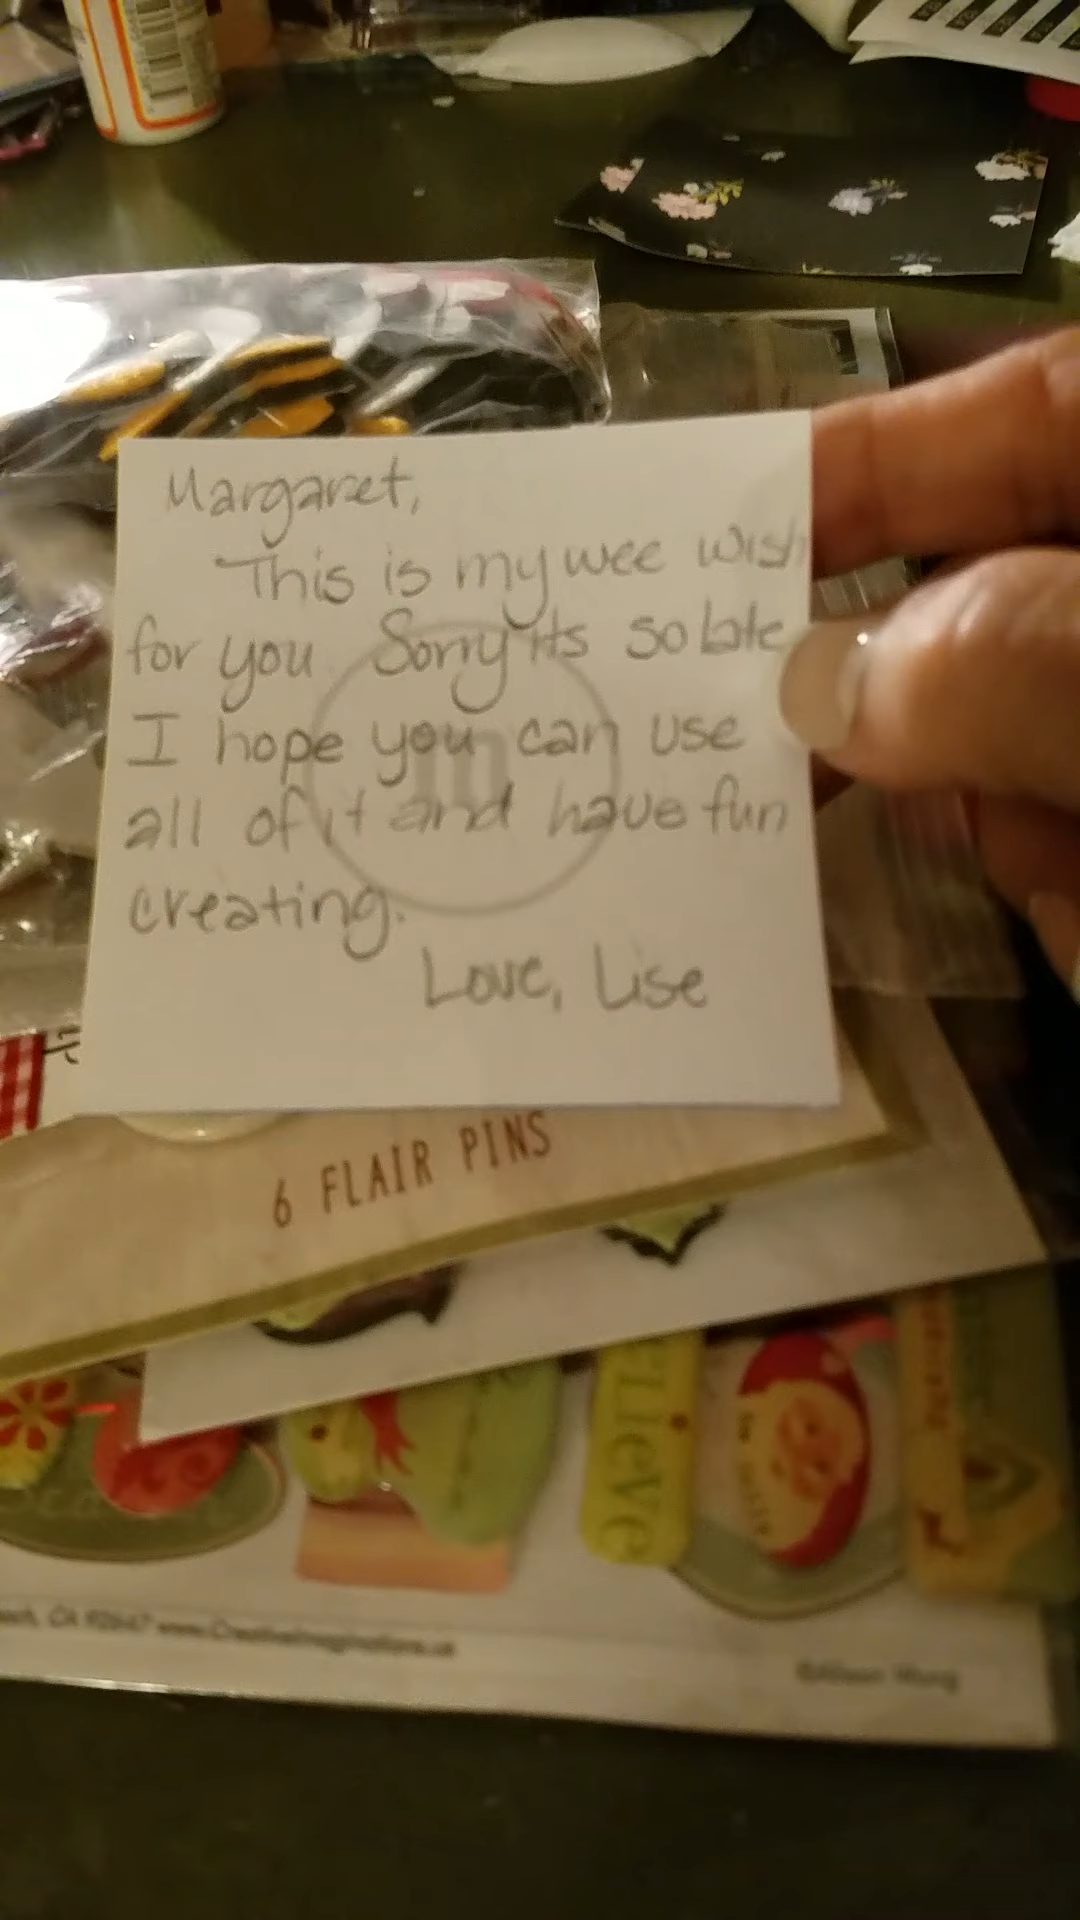 Margaret,
This is my wee wish
for you Sorry its so late
I hope you can use
all of it and have fun
creating.
Love, Lise
m
6 FLAIR PINS
eLieve